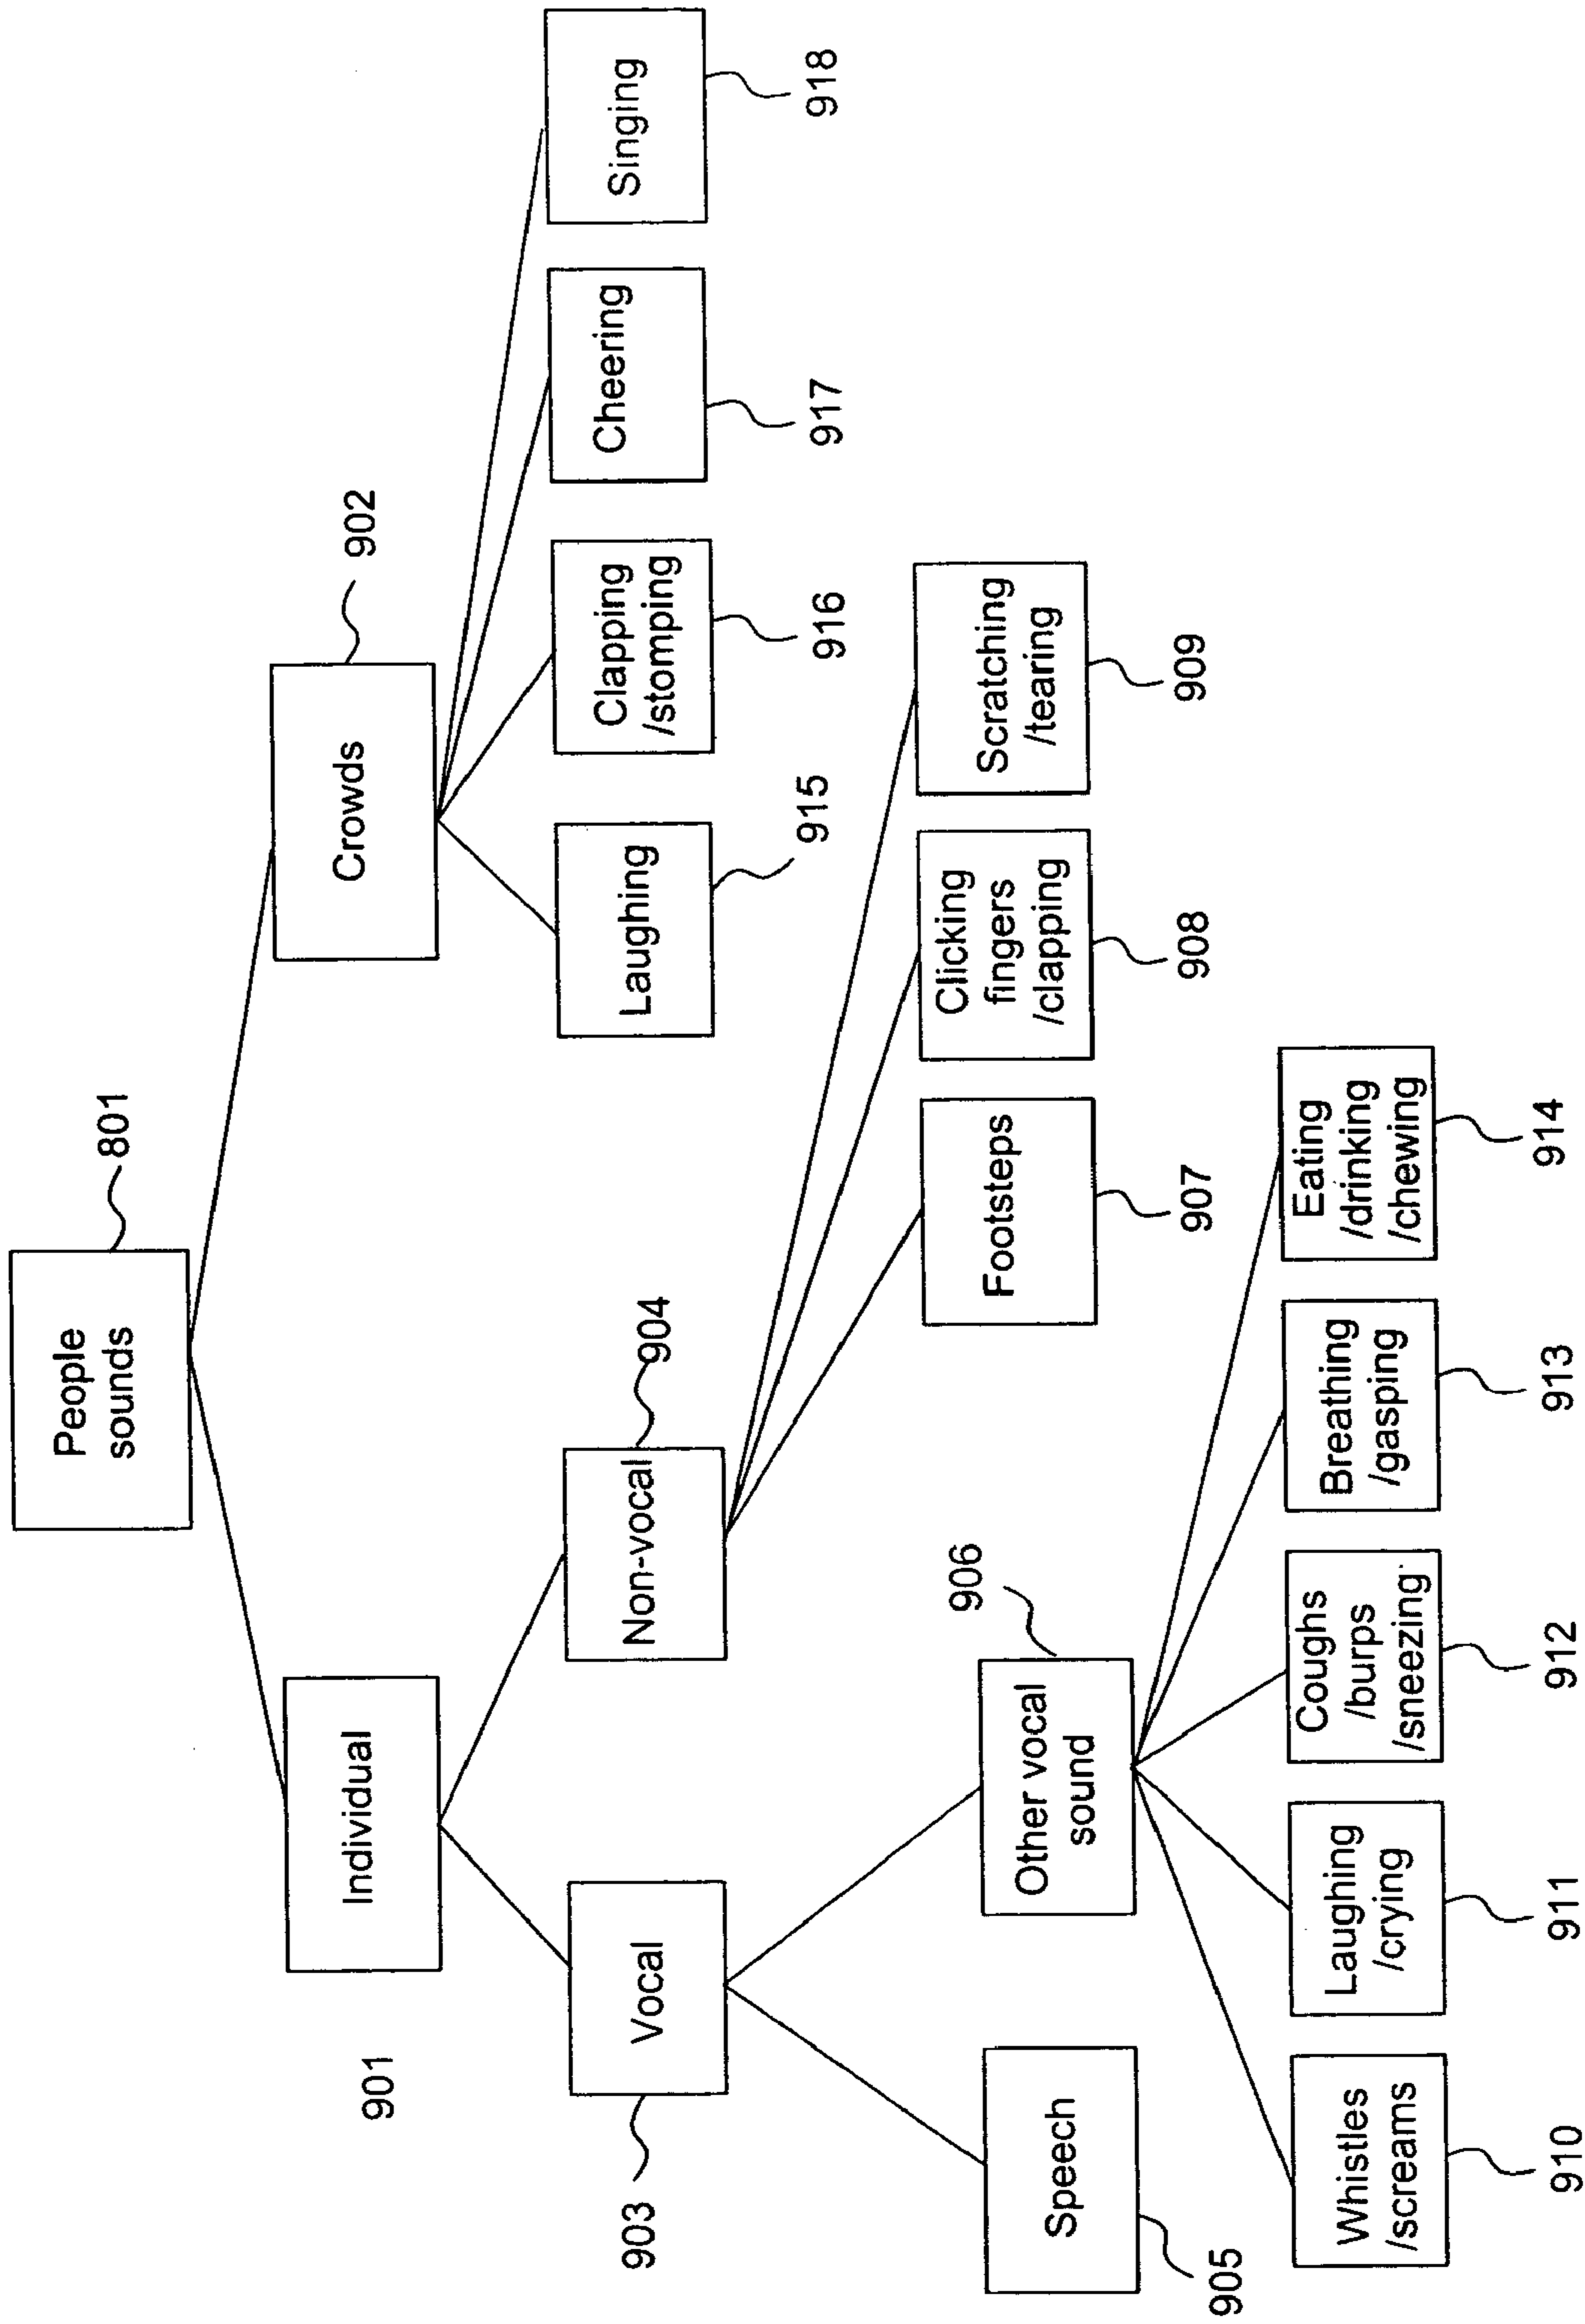 People
sounds
801
Individual
901
Crowds
902
Vocal
903
Non-vocal
904
Laughing
915
Clapping
/stomping
916
Cheering
917
Singing
918
Speech
905
Other vocal
sound
906
Footsteps
907
Clicking
fingers
/clapping
908
Scratching
/tearing
909
Whistles
/screams
910
Laughing
/crying
911
Coughs
/burps
/sneezing
912
Breathing
/gasping
913
Eating
/drinking
/chewing
914